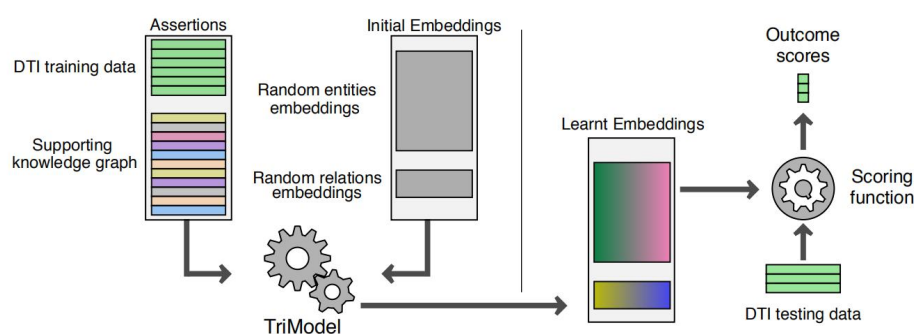 Assertions
DTI training data
Supporting
knowledge graph
Initial Embeddings
Random entities
embeddings
Random relations
embeddings
TriModel
Learnt Embeddings
Outcome
scores
Scoring
function
DTI testing data